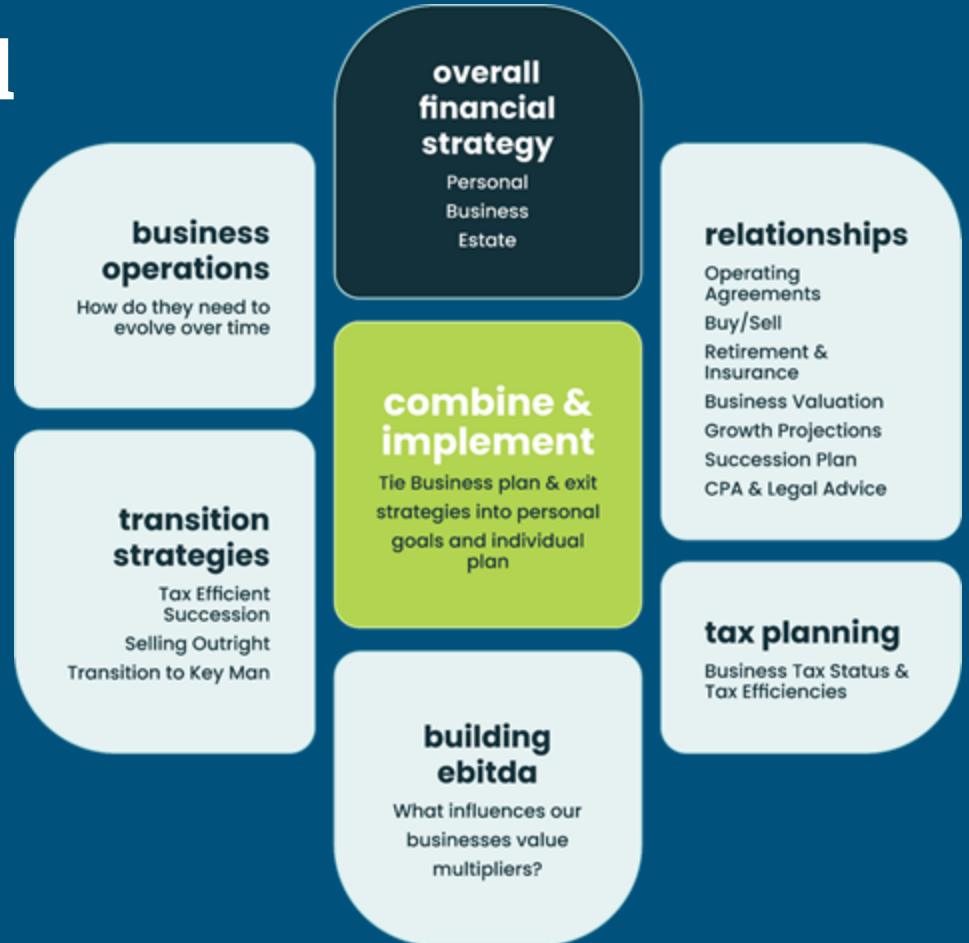 overall
financial
strategy
Personal
Business
Estate
business
operations
How do they need to
evolve over time
relationships
Operating
Agreements
Buy/Sell
Retirement &
Insurance
Business Valuation
Growth Projections
Succession Plan
CPA & Legal Advice
combine &
implement
Tie Business plan & exit
strategies into personal
goals and individual
plan
transition
strategies
Tax Efficient
Succession
Selling Outright
Transition to Key Man
tax planning
Business Tax Status &
Tax Efficiencies
building
ebitda
What influences our
businesses value
multipliers?